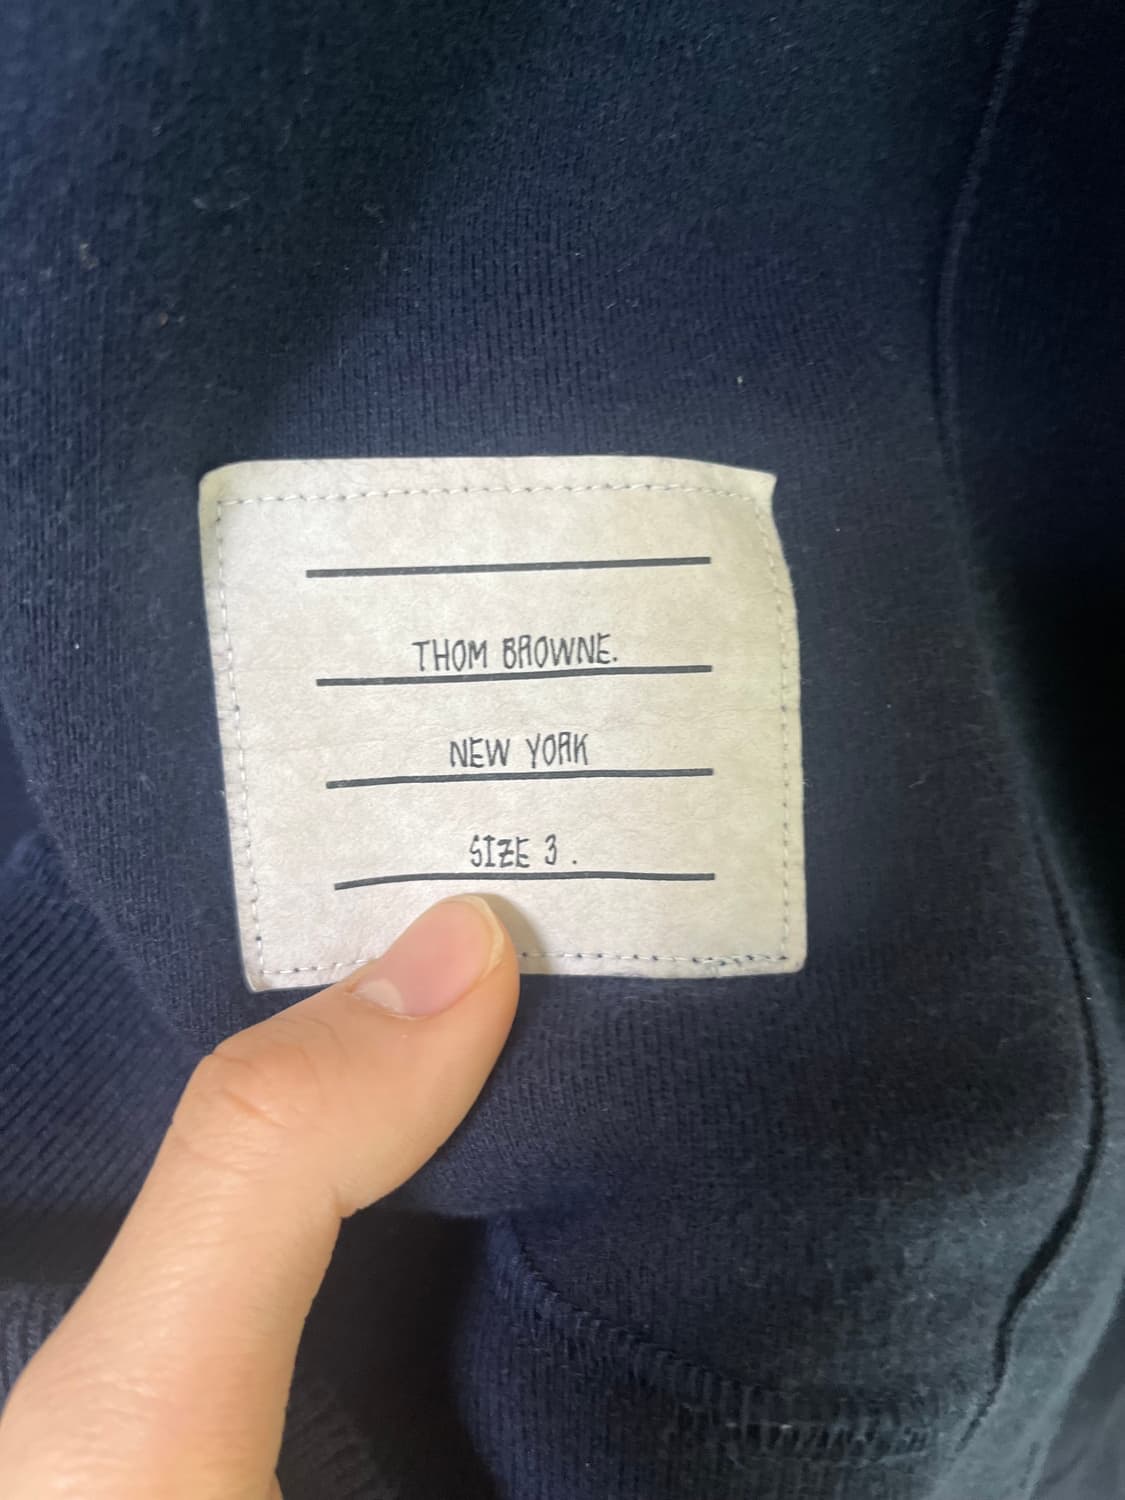 THOM BROWNE.
NEW YORK
SIZE 3 .